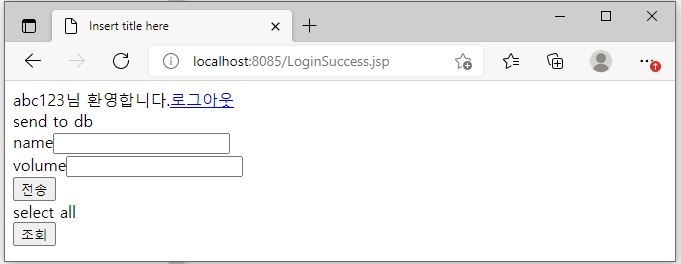 Insert title here
localhost:8085/LoginSuccess.jsp
abc123님 환영합니다.로그아웃
send to db
name
volume
전송
select all
조회